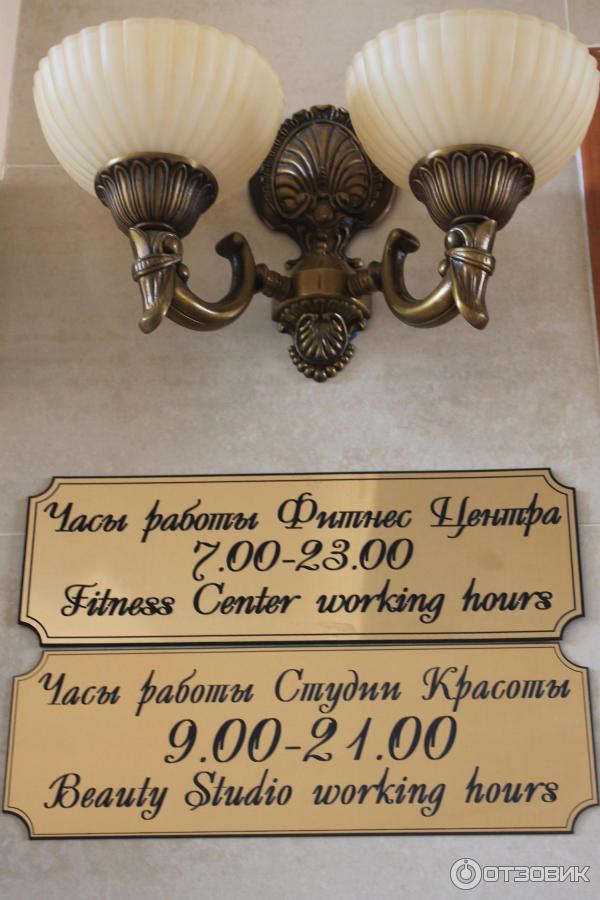 Часы работы Фитнес Центра
7.00-23.00
Fitness Center working hours
Часы работы Студии Красоты
9.00-21.00
Beauty Studio working hours
ОТЗОВИК